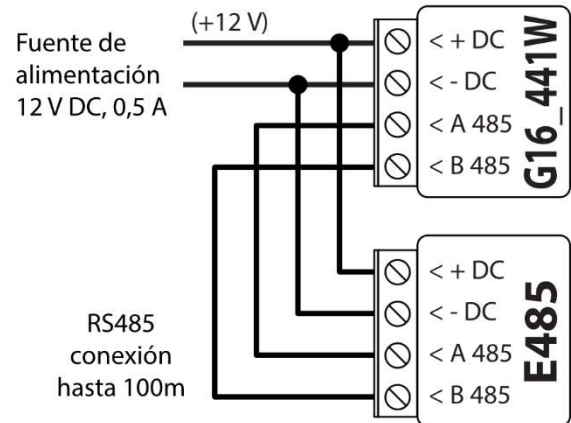 (+12 V)
Fuente de
alimentación
12 V DC, 0,5 A
< + DC
< - DC
< A 485
< B 485
G16_441W
< + DC
< - DC
< A 485
< B 485
E485
RS485
conexión
hasta 100m